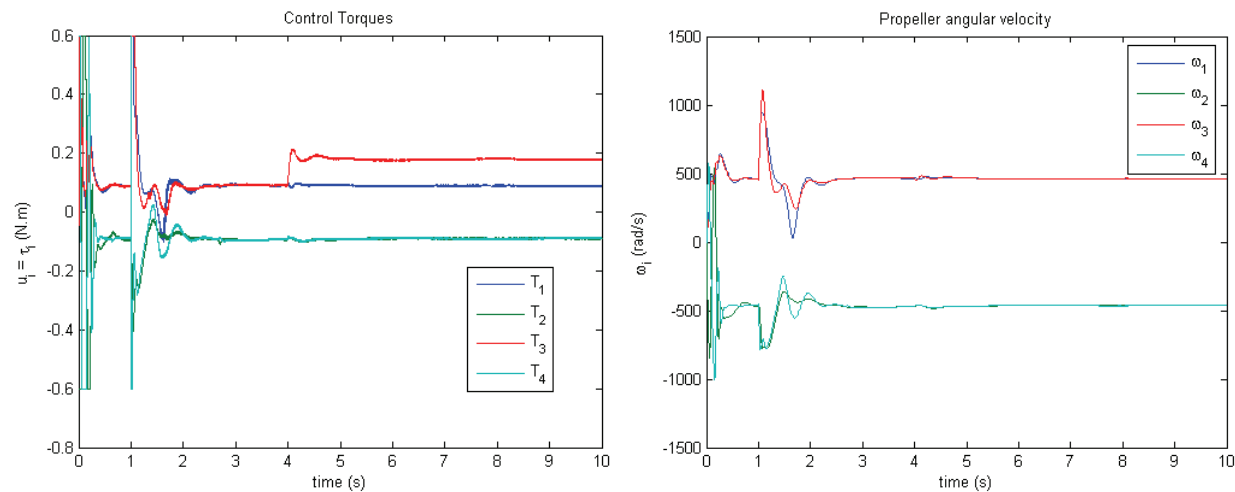 Control Torques
0.6
0.4
0.2
0
-0.2
-0.4
-0.6
-0.8
u_i = τ_i (N.m)
T_1
T_2
T_3
T_4
0 1 2 3 4 5 6 7 8 9 10
time (s)
Propeller angular velocity
1500
1000
500
0
-500
-1000
-1500
ω_i (rad/s)
ω_1
ω_2
ω_3
ω_4
0 1 2 3 4 5 6 7 8 9 10
time (s)